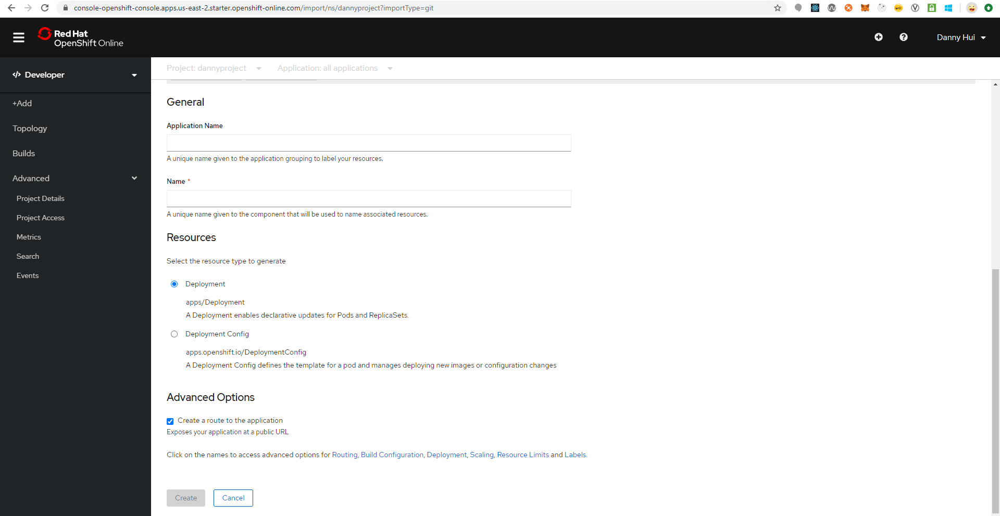 console-openshift-console.apps.us-east-2.starter.openshift-online.com/import/ns/dannyproject?importType=git
Red Hat
OpenShift Online
Danny Hui
Developer
Project: dannyproject
Application: all applications
+Add
Topology
Builds
Advanced
Project Details
Project Access
Metrics
Search
Events
General
Application Name
A unique name given to the application grouping to label your resources.
Name *
A unique name given to the component that will be used to name associated resources.
Resources
Select the resource type to generate
Deployment
apps/Deployment
A Deployment enables declarative updates for Pods and ReplicaSets.
Deployment Config
apps.openshift.io/DeploymentConfig
A Deployment Config defines the template for a pod and manages deploying new images or configuration changes
Advanced Options
Create a route to the application
Exposes your application at a public URL
Click on the names to access advanced options for Routing, Build Configuration, Deployment, Scaling, Resource Limits and Labels.
Create
Cancel